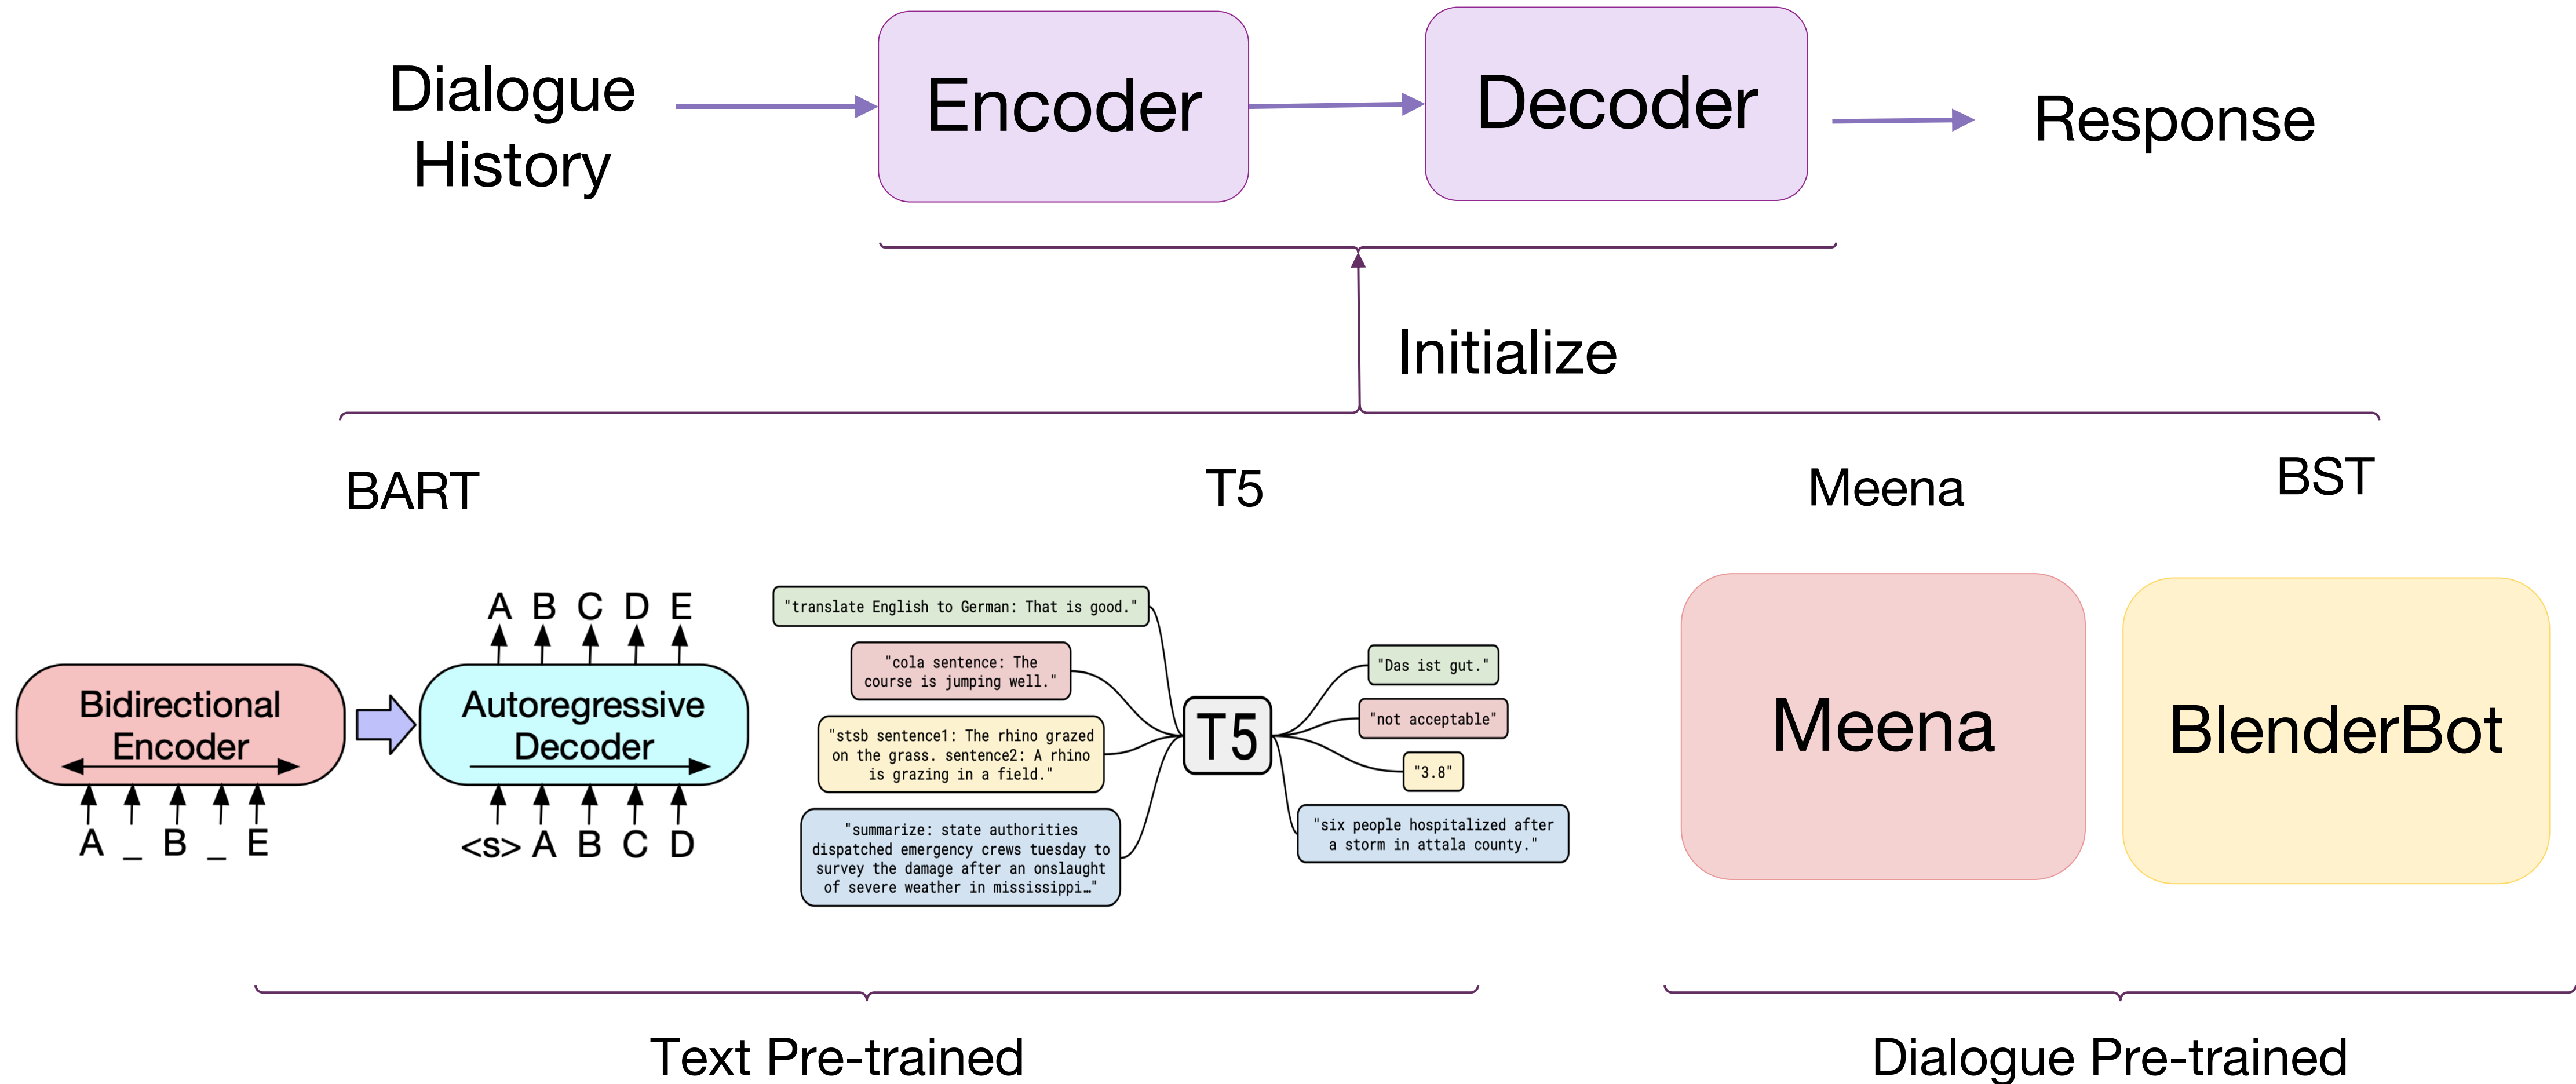 Dialogue
History
Encoder
Decoder
Response
Initialize
BART
T5
Meena
BST
A B C D E
Bidirectional
Encoder
Autoregressive
Decoder
A _ B _ E
<s> A B C D
"translate English to German: That is good."
"cola sentence: The
course is jumping well."
"stsb sentence1: The rhino grazed
on the grass. sentence2: A rhino
is grazing in a field."
"summarize: state authorities
dispatched emergency crews tuesday to
survey the damage after an onslaught
of severe weather in mississippi…"
T5
"Das ist gut."
"not acceptable"
"3.8"
"six people hospitalized after
a storm in attala county."
Meena
BlenderBot
Text Pre-trained
Dialogue Pre-trained